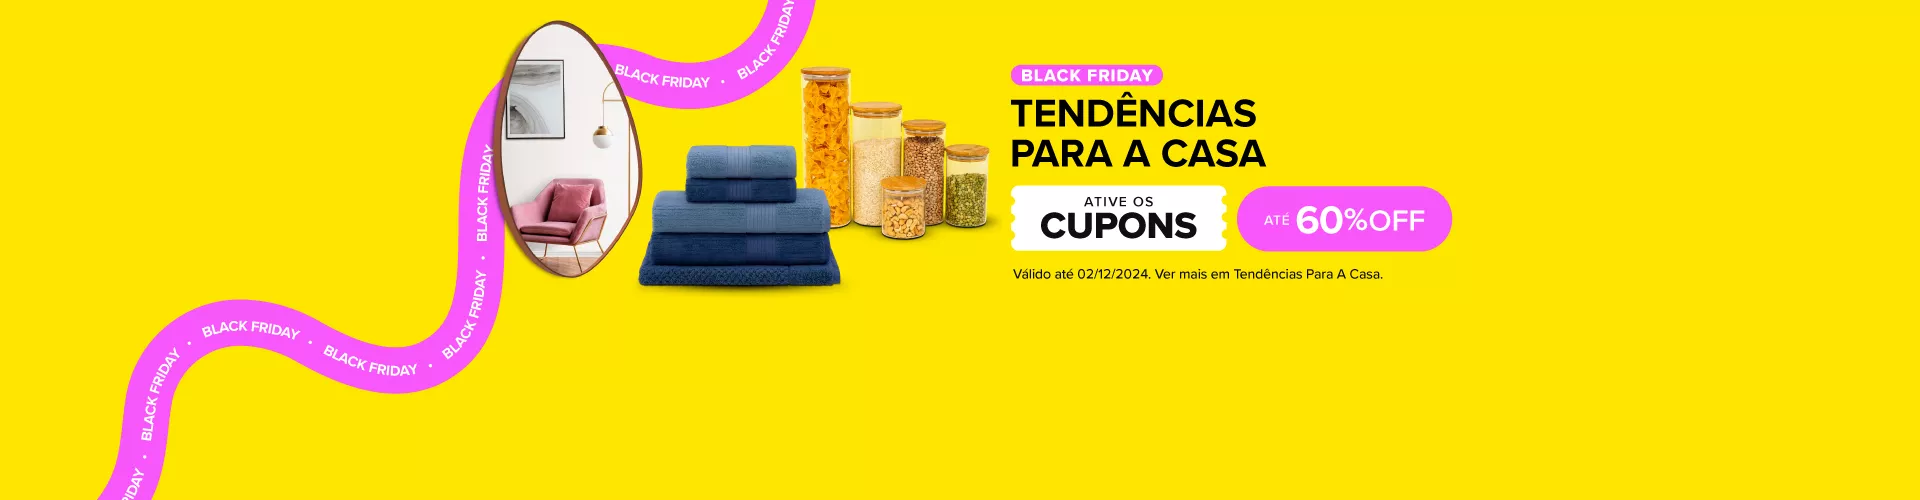 BLACK FRIDAY
TENDÊNCIAS
PARA A CASA
ATIVE OS
CUPONS
ATÉ 60%OFF
Válido até 02/12/2024. Ver mais em Tendências Para A Casa.
BLACK FRIDAY
•
BLACK FRIDAY
BLACK FRIDAY
•
BLACK FRIDAY
•
BLACK FRIDAY
•
BLACK FRIDAY
•
BLACK FRIDAY
•
IDAY